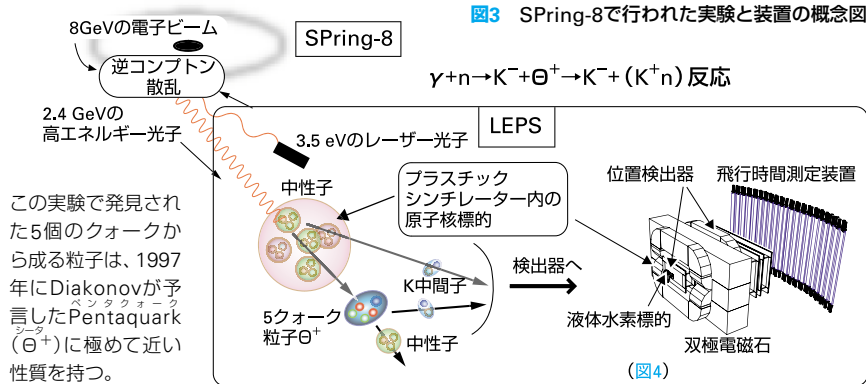 図3 SPring-8で行われた実験と装置の概念図
8GeVの電子ビーム
SPring-8
逆コンプトン
散乱
γ+n→K⁻+Θ⁺→K⁻+(K⁺n)反応
2.4 GeVの
高エネルギー光子
LEPS
3.5 eVのレーザー光子
中性子
プラスチック
シンチレーター内の
原子核標的
位置検出器
飛行時間測定装置
この実験で発見され
た5個のクォークか
ら成る粒子は、1997
年にDiakonovが予
ペンタクォーク
言したPentaquark
シータ
(Θ⁺)に極めて近い
性質を持つ。
K中間子
検出器へ
5クォーク
粒子Θ⁺
中性子
液体水素標的
双極電磁石
(図4)